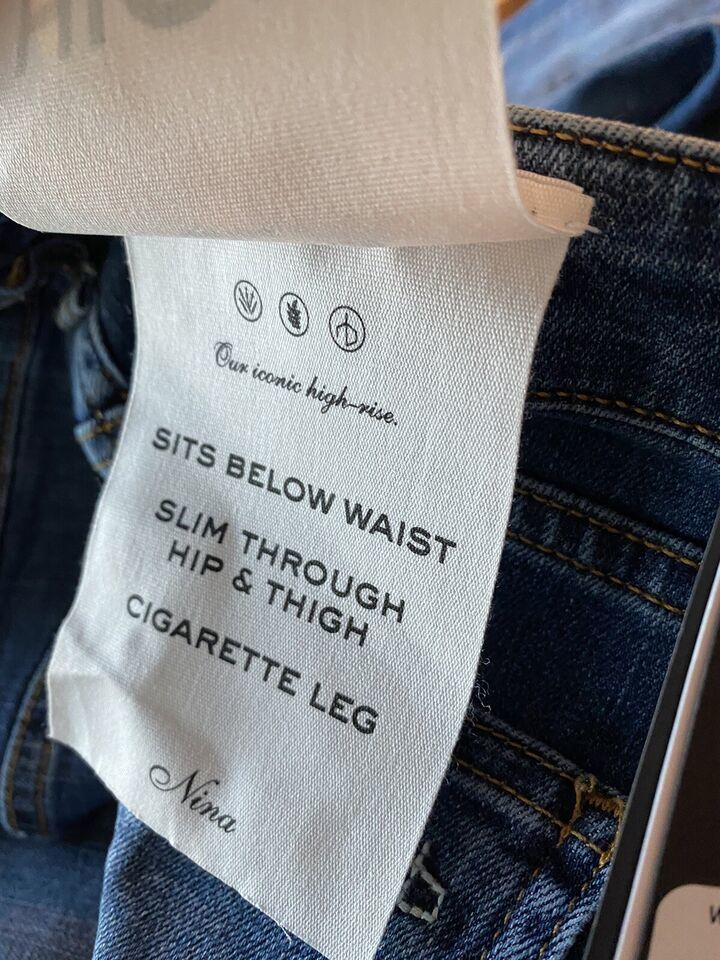 Our iconic high-rise.
SITS BELOW WAIST
SLIM THROUGH
HIP & THIGH
CIGARETTE LEG
Nina